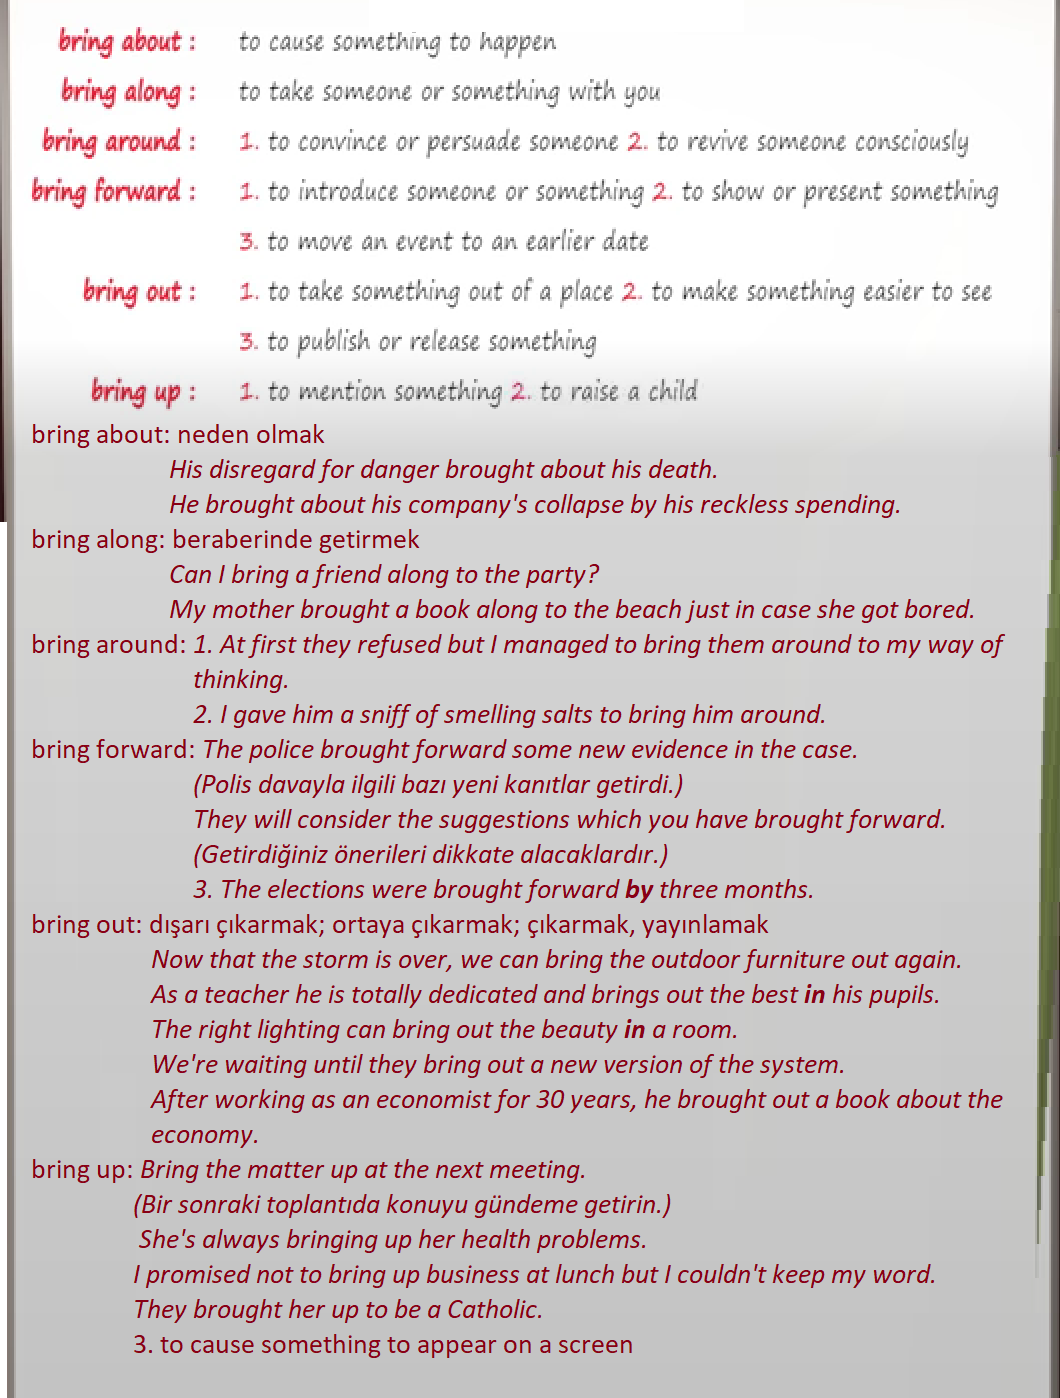 bring about : to cause something to happen
bring along : to take someone or something with you
bring around : 1. to convince or persuade someone 2. to revive someone consciously
bring forward : 1. to introduce someone or something 2. to show or present something
3. to move an event to an earlier date
bring out : 1. to take something out of a place 2. to make something easier to see
3. to publish or release something
bring up : 1. to mention something 2. to raise a child
bring about: neden olmak
His disregard for danger brought about his death.
He brought about his company's collapse by his reckless spending.
bring along: beraberinde getirmek
Can I bring a friend along to the party?
My mother brought a book along to the beach just in case she got bored.
bring around: 1. At first they refused but I managed to bring them around to my way of
thinking.
2. I gave him a sniff of smelling salts to bring him around.
bring forward: The police brought forward some new evidence in the case.
(Polis davayla ilgili bazı yeni kanıtlar getirdi.)
They will consider the suggestions which you have brought forward.
(Getirdiğiniz önerileri dikkate alacaklardır.)
3. The elections were brought forward by three months.
bring out: dışarı çıkarmak; ortaya çıkarmak; çıkarmak, yayınlamak
Now that the storm is over, we can bring the outdoor furniture out again.
As a teacher he is totally dedicated and brings out the best in his pupils.
The right lighting can bring out the beauty in a room.
We're waiting until they bring out a new version of the system.
After working as an economist for 30 years, he brought out a book about the
economy.
bring up: Bring the matter up at the next meeting.
(Bir sonraki toplantıda konuyu gündeme getirin.)
She's always bringing up her health problems.
I promised not to bring up business at lunch but I couldn't keep my word.
They brought her up to be a Catholic.
3. to cause something to appear on a screen